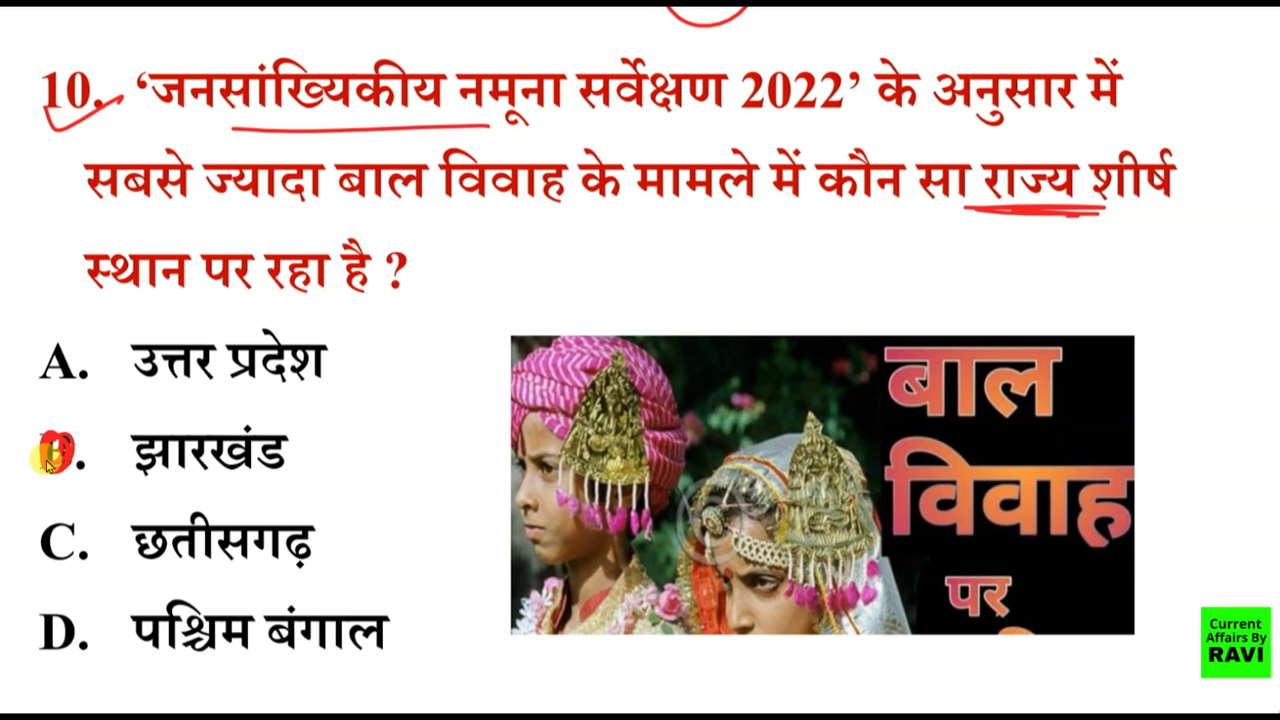 10. ‘जनसांख्यिकीय नमूना सर्वेक्षण 2022’ के अनुसार में
सबसे ज्यादा बाल विवाह के मामले में कौन सा राज्य शीर्ष
स्थान पर रहा है ?
A. उत्तर प्रदेश
झारखंड
C. छतीसगढ़
D. पश्चिम बंगाल
बाल
विवाह
पर
Current
Affairs By
RAVI